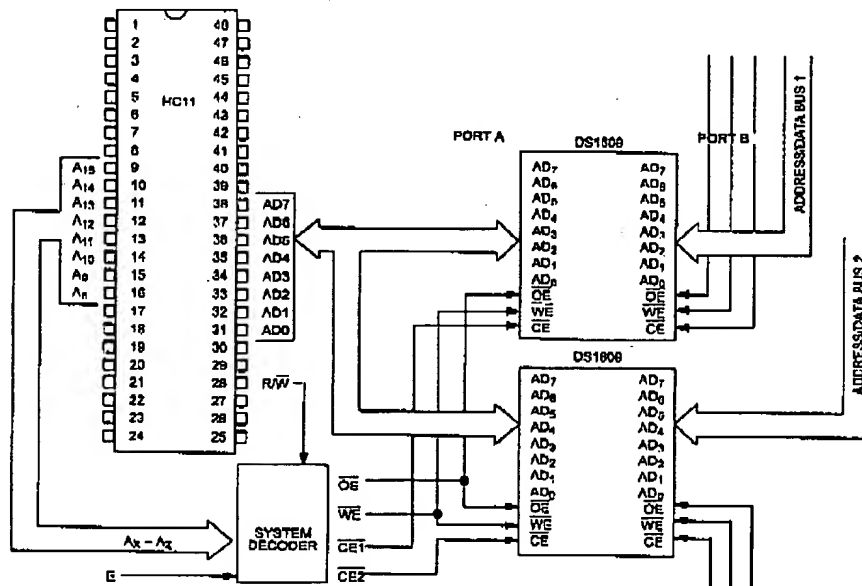 HC11
1 48
2 47
3 46
4 45
5 44
6 43
7 42
8 41
9 40
10 39
11 38
12 37
13 36
14 35
15 34
16 33
17 32
18 31
19 30
20 29
21 28
22 27
23 26
24 25
A15
A14
A13
A12
A11
A10
A9
A8
AD7
AD6
AD5
AD4
AD3
AD2
AD1
AD0
PORT A
DS1609
PORT B
AD7 AD7
AD6 AD6
AD5 AD5
AD4 AD4
AD3 AD3
AD2 AD2
AD1 AD1
AD0 AD0
OE OE
WE WE
CE CE
ADDRESS/DATA BUS 1
ADDRESS/DATA BUS 2
DS1609
AD7 AD7
AD6 AD6
AD5 AD5
AD4 AD4
AD3 AD3
AD2 AD2
AD1 AD1
AD0 AD0
OE OE
WE WE
CE CE
R/W
SYSTEM
DECODER
OE
WE
CE1
CE2
AX – AZ
E